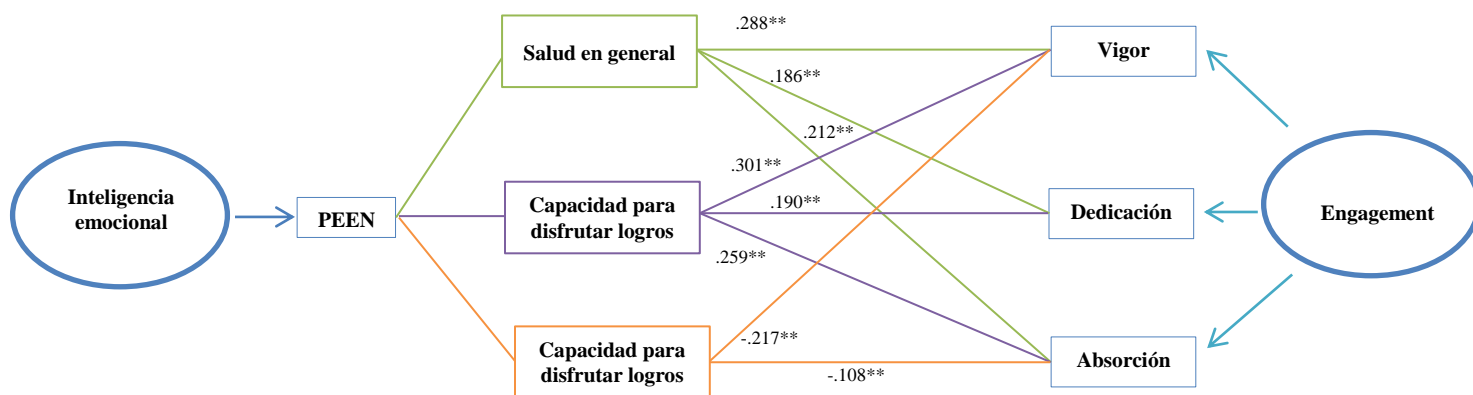 .288**
Salud en general
Vigor
.186**
.212**
.301**
Inteligencia
emocional
PEEN
Capacidad para
disfrutar logros
.190**
Dedicación
Engagement
.259**
-.217**
Capacidad para
disfrutar logros
Absorción
-.108**